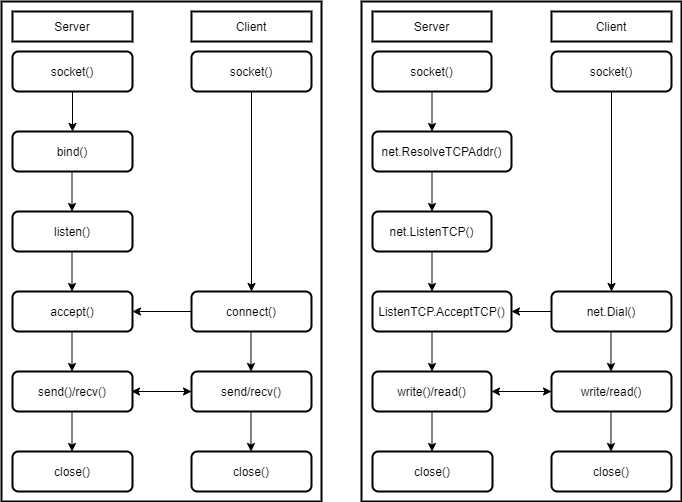 Server
Client
socket()
socket()
bind()
listen()
accept()
connect()
send()/recv()
send/recv()
close()
close()
Server
Client
socket()
socket()
net.ResolveTCPAddr()
net.ListenTCP()
ListenTCP.AcceptTCP()
net.Dial()
write()/read()
write/read()
close()
close()